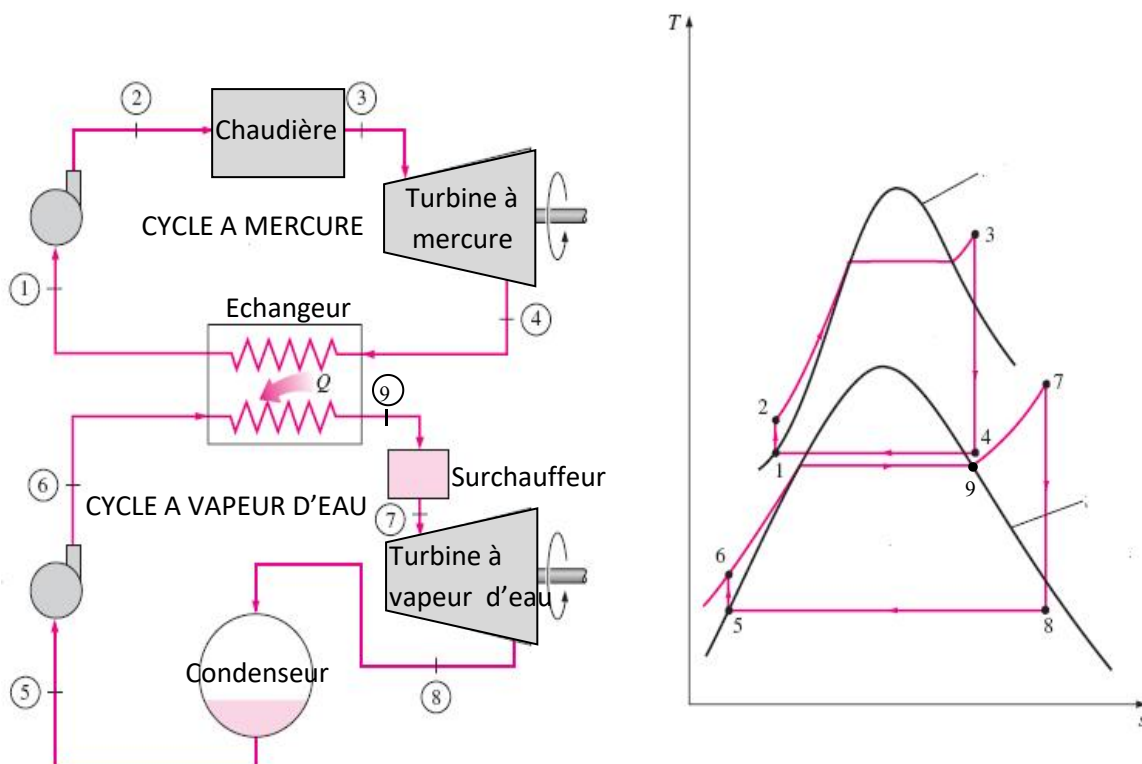 2
3
Chaudière
Turbine à
mercure
CYCLE A MERCURE
1
Echangeur
4
Q
9
6
Surchauffeur
CYCLE A VAPEUR D’EAU
7
Turbine à
vapeur d’eau
Condenseur
5
8
T
3
2
7
1
4
9
6
5
8
s